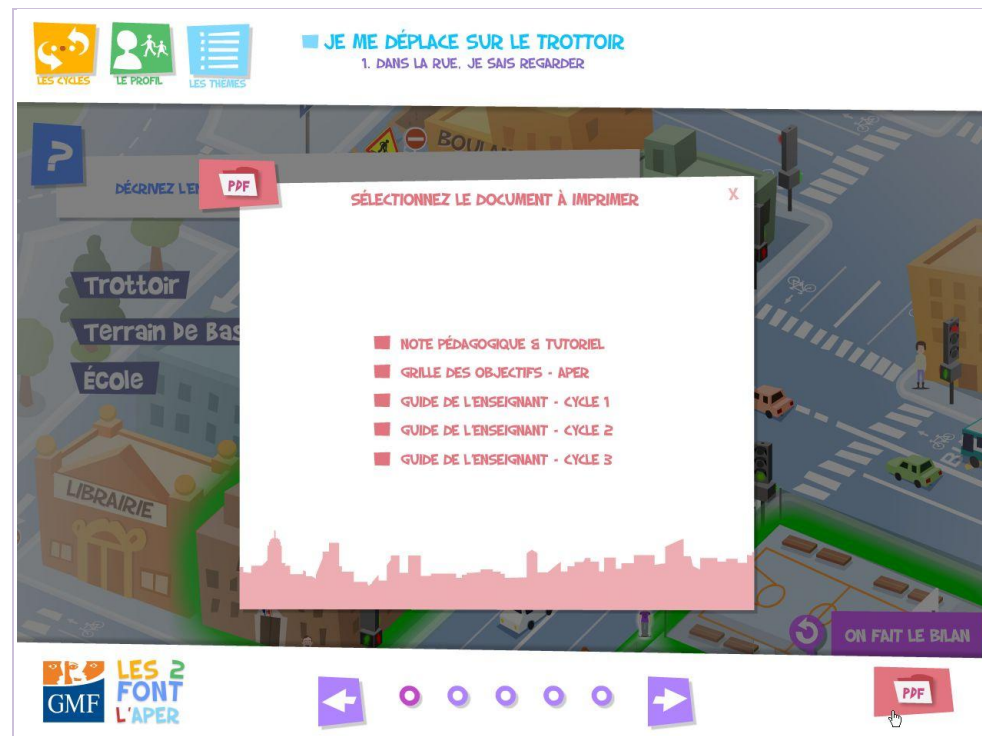 JE ME DÉPLACE SUR LE TROTTOIR
1. DANS LA RUE, JE SAIS REGARDER
LES CYCLES
LE PROFIL
LES THEMES
?
DÉCRIVEZ
PDF
SÉLECTIONNEZ LE DOCUMENT À IMPRIMER
X
Trottoir
Terrain De Bas
École
NOTE PÉDAGOGIQUE & TUTORIEL
GRILLE DES OBJECTIFS - APER
GUIDE DE L'ENSEIGNANT - CYCLE 1
GUIDE DE L'ENSEIGNANT - CYCLE 2
GUIDE DE L'ENSEIGNANT - CYCLE 3
LIBRAIRIE
ON FAIT LE BILAN
GMF
LES 2
FONT
L'APER
PDF